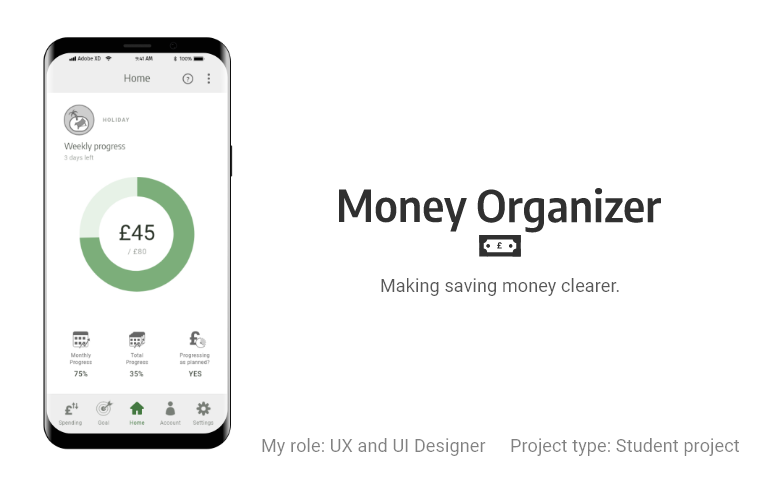 Adobe XD 9:41 AM 100%
Home ?
HOLIDAY
Weekly progress
3 days left
£45
/ £60
Monthly
Progress
75%
Total
Progress
35%
Progressing
as planned?
YES
Spending Goal Home Account Settings
Money Organizer
£
Making saving money clearer.
My role: UX and UI Designer Project type: Student project